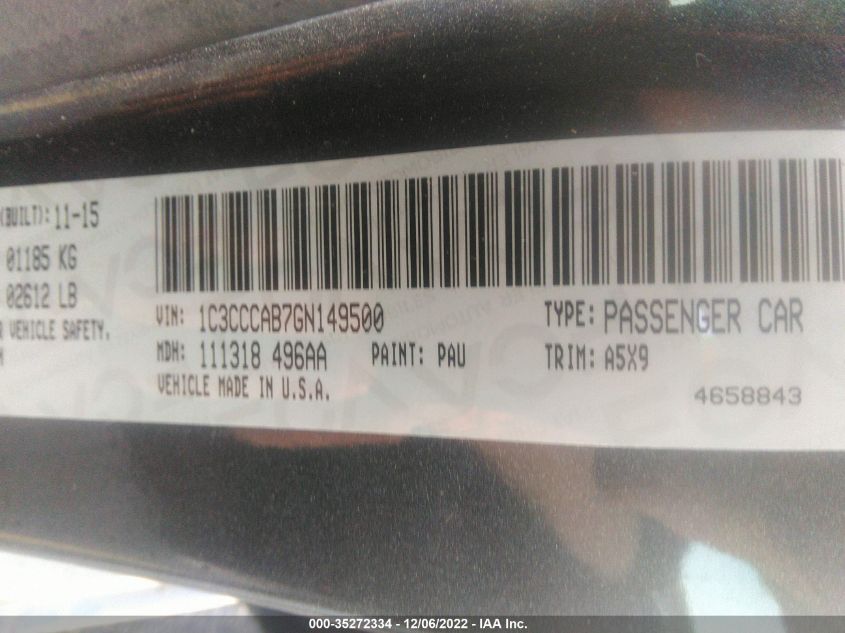 (BUILT): 11-15
01185 KG
02612 LB
VEHICLE SAFETY.
VIN: 1C3CCCAB7GN149500
TYPE: PASSENGER CAR
MDH: 111318 496AA
PAINT: PAU
TRIM: A5X9
VEHICLE MADE IN U.S.A.
4658843
000-35272334 - 12/06/2022 - IAA Inc.